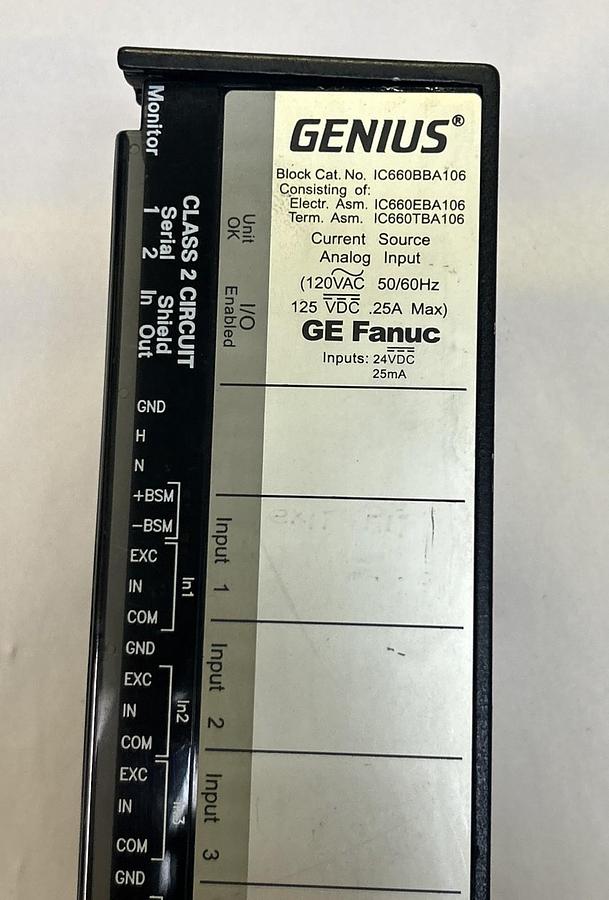 GENIUS®
Block Cat. No. IC660BBA106
Consisting of:
Electr. Asm. IC660EBA106
Term. Asm. IC660TBA106
Current Source
Analog Input
(120VAC 50/60Hz
125 VDC .25A Max)
GE Fanuc
Inputs: 24VDC
25mA
Unit
OK
I/O
Enabled
Input 1
Input 2
Input 3
Monitor
CLASS 2 CIRCUIT
Serial Shield
1 2 In Out
GND
H
N
+BSM
-BSM
EXC
IN
COM
In1
GND
EXC
IN
COM
In2
EXC
IN
COM
GND